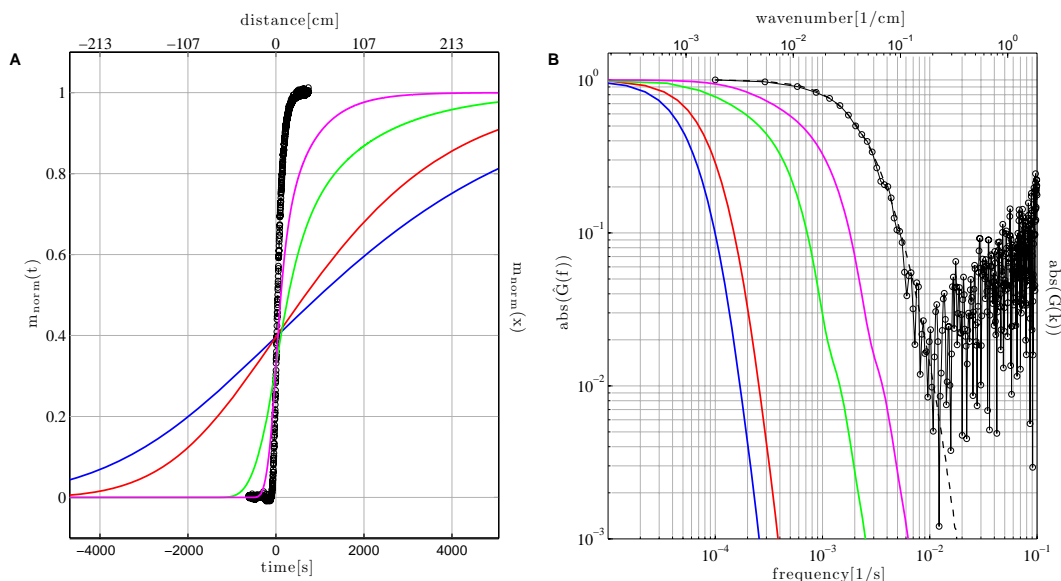 distance[cm]
−213 −107 0 107 213
A
1
0.8
0.6
0.4
0.2
0
m_norm(t)
m_norm(x)
−4000 −2000 0 2000 4000
time[s]
wavenumber[1/cm]
10^−3 10^−2 10^−1 10^0
B
10^0
10^−1
10^−2
10^−3
abs(Ĝ(f))
abs(Ĝ(k))
10^−4 10^−3 10^−2 10^−1
frequency[1/s]